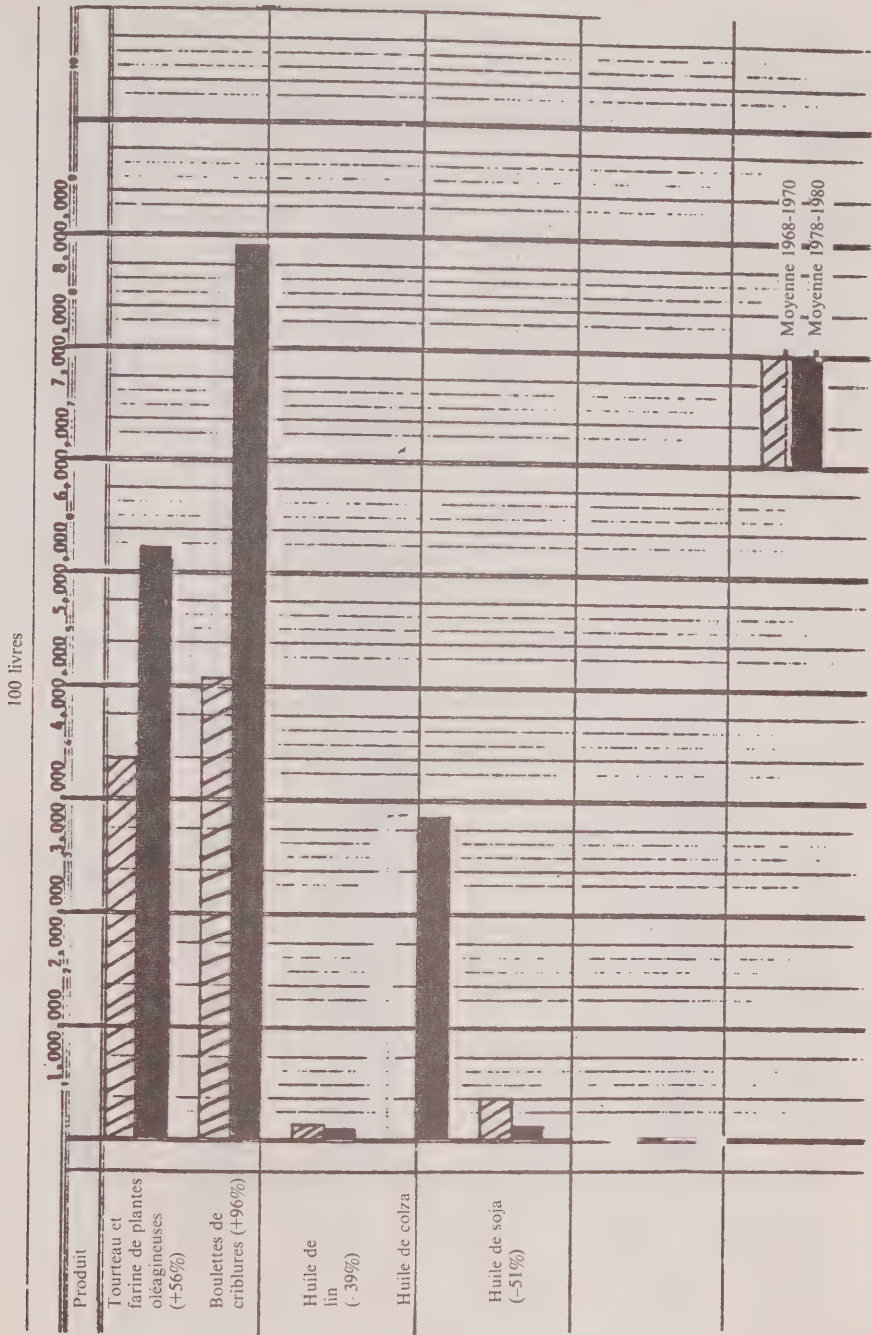 100 livres
Produit
1,000,000 2,000,000 3,000,000 4,000,000 5,000,000 6,000,000 7,000,000 8,000,000
Tourteau et
farine de plantes
oléagineuses
(+56%)
Boulettes de
criblures (+96%)
Huile de
lin
(- 39%)
Huile de colza
Huile de soja
(−51%)
Moyenne 1968-1970
Moyenne 1978-1980